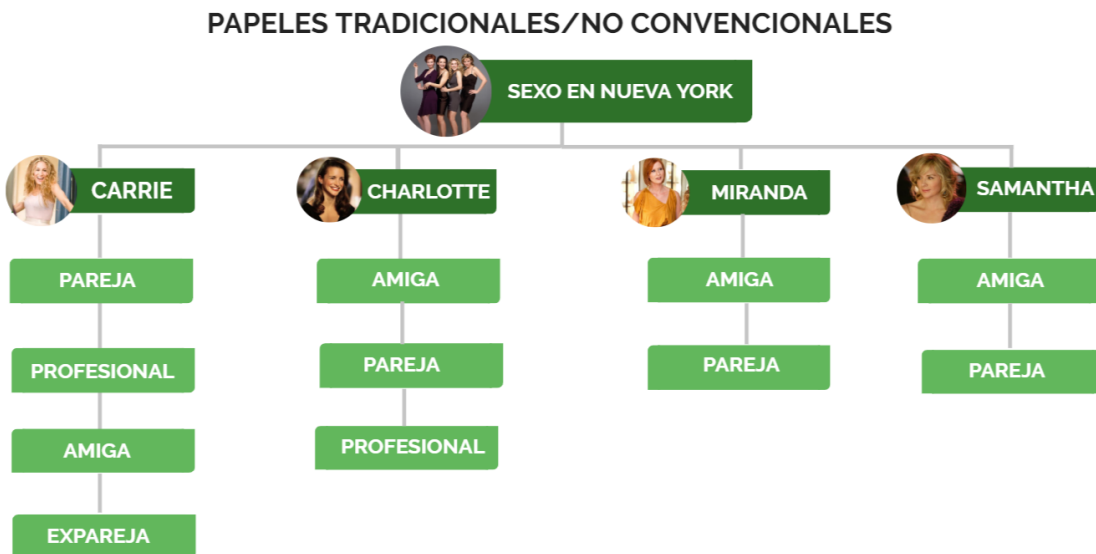 PAPELES TRADICIONALES/NO CONVENCIONALES
SEXO EN NUEVA YORK
CARRIE
CHARLOTTE
MIRANDA
SAMANTHA
PAREJA
AMIGA
AMIGA
AMIGA
PROFESIONAL
PAREJA
PAREJA
PAREJA
AMIGA
PROFESIONAL
EXPAREJA